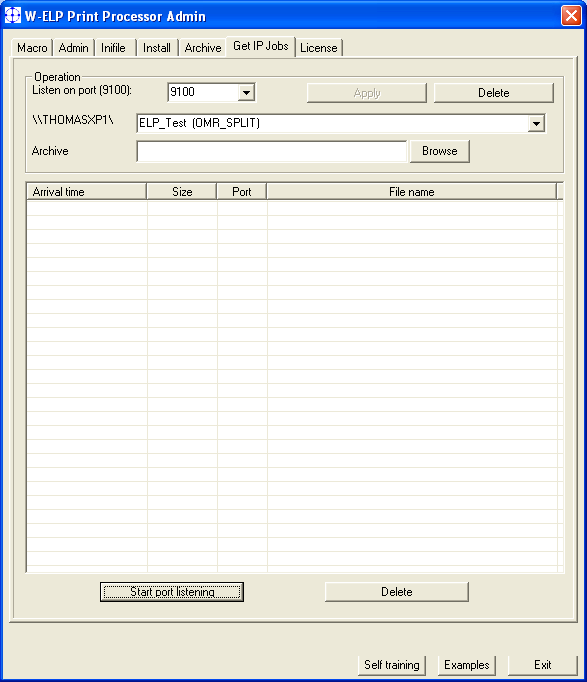 W-ELP Print Processor Admin
Macro Admin Inifile Install Archive Get IP Jobs License
Operation
Listen on port (9100): 9100 Apply Delete
\\THOMASXP1\ ELP_Test (OMR_SPLIT)
Archive Browse
Arrival time Size Port File name
Start port listening Delete
Self training Examples Exit